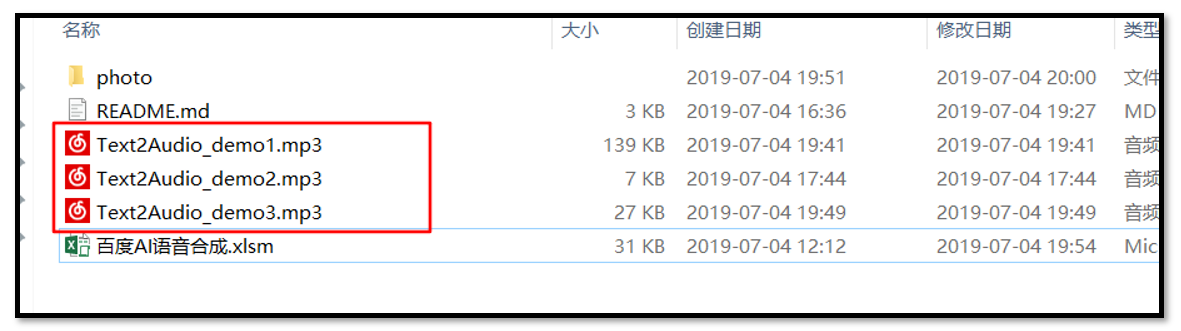 名称 大小 创建日期 修改日期 类型
photo 2019-07-04 19:51 2019-07-04 20:00 文件
README.md 3 KB 2019-07-04 16:36 2019-07-04 19:27 MD
Text2Audio_demo1.mp3 139 KB 2019-07-04 19:41 2019-07-04 19:41 音频
Text2Audio_demo2.mp3 7 KB 2019-07-04 17:44 2019-07-04 17:44 音频
Text2Audio_demo3.mp3 27 KB 2019-07-04 19:49 2019-07-04 19:49 音频
百度AI语音合成.xlsm 31 KB 2019-07-04 12:12 2019-07-04 19:54 Mic